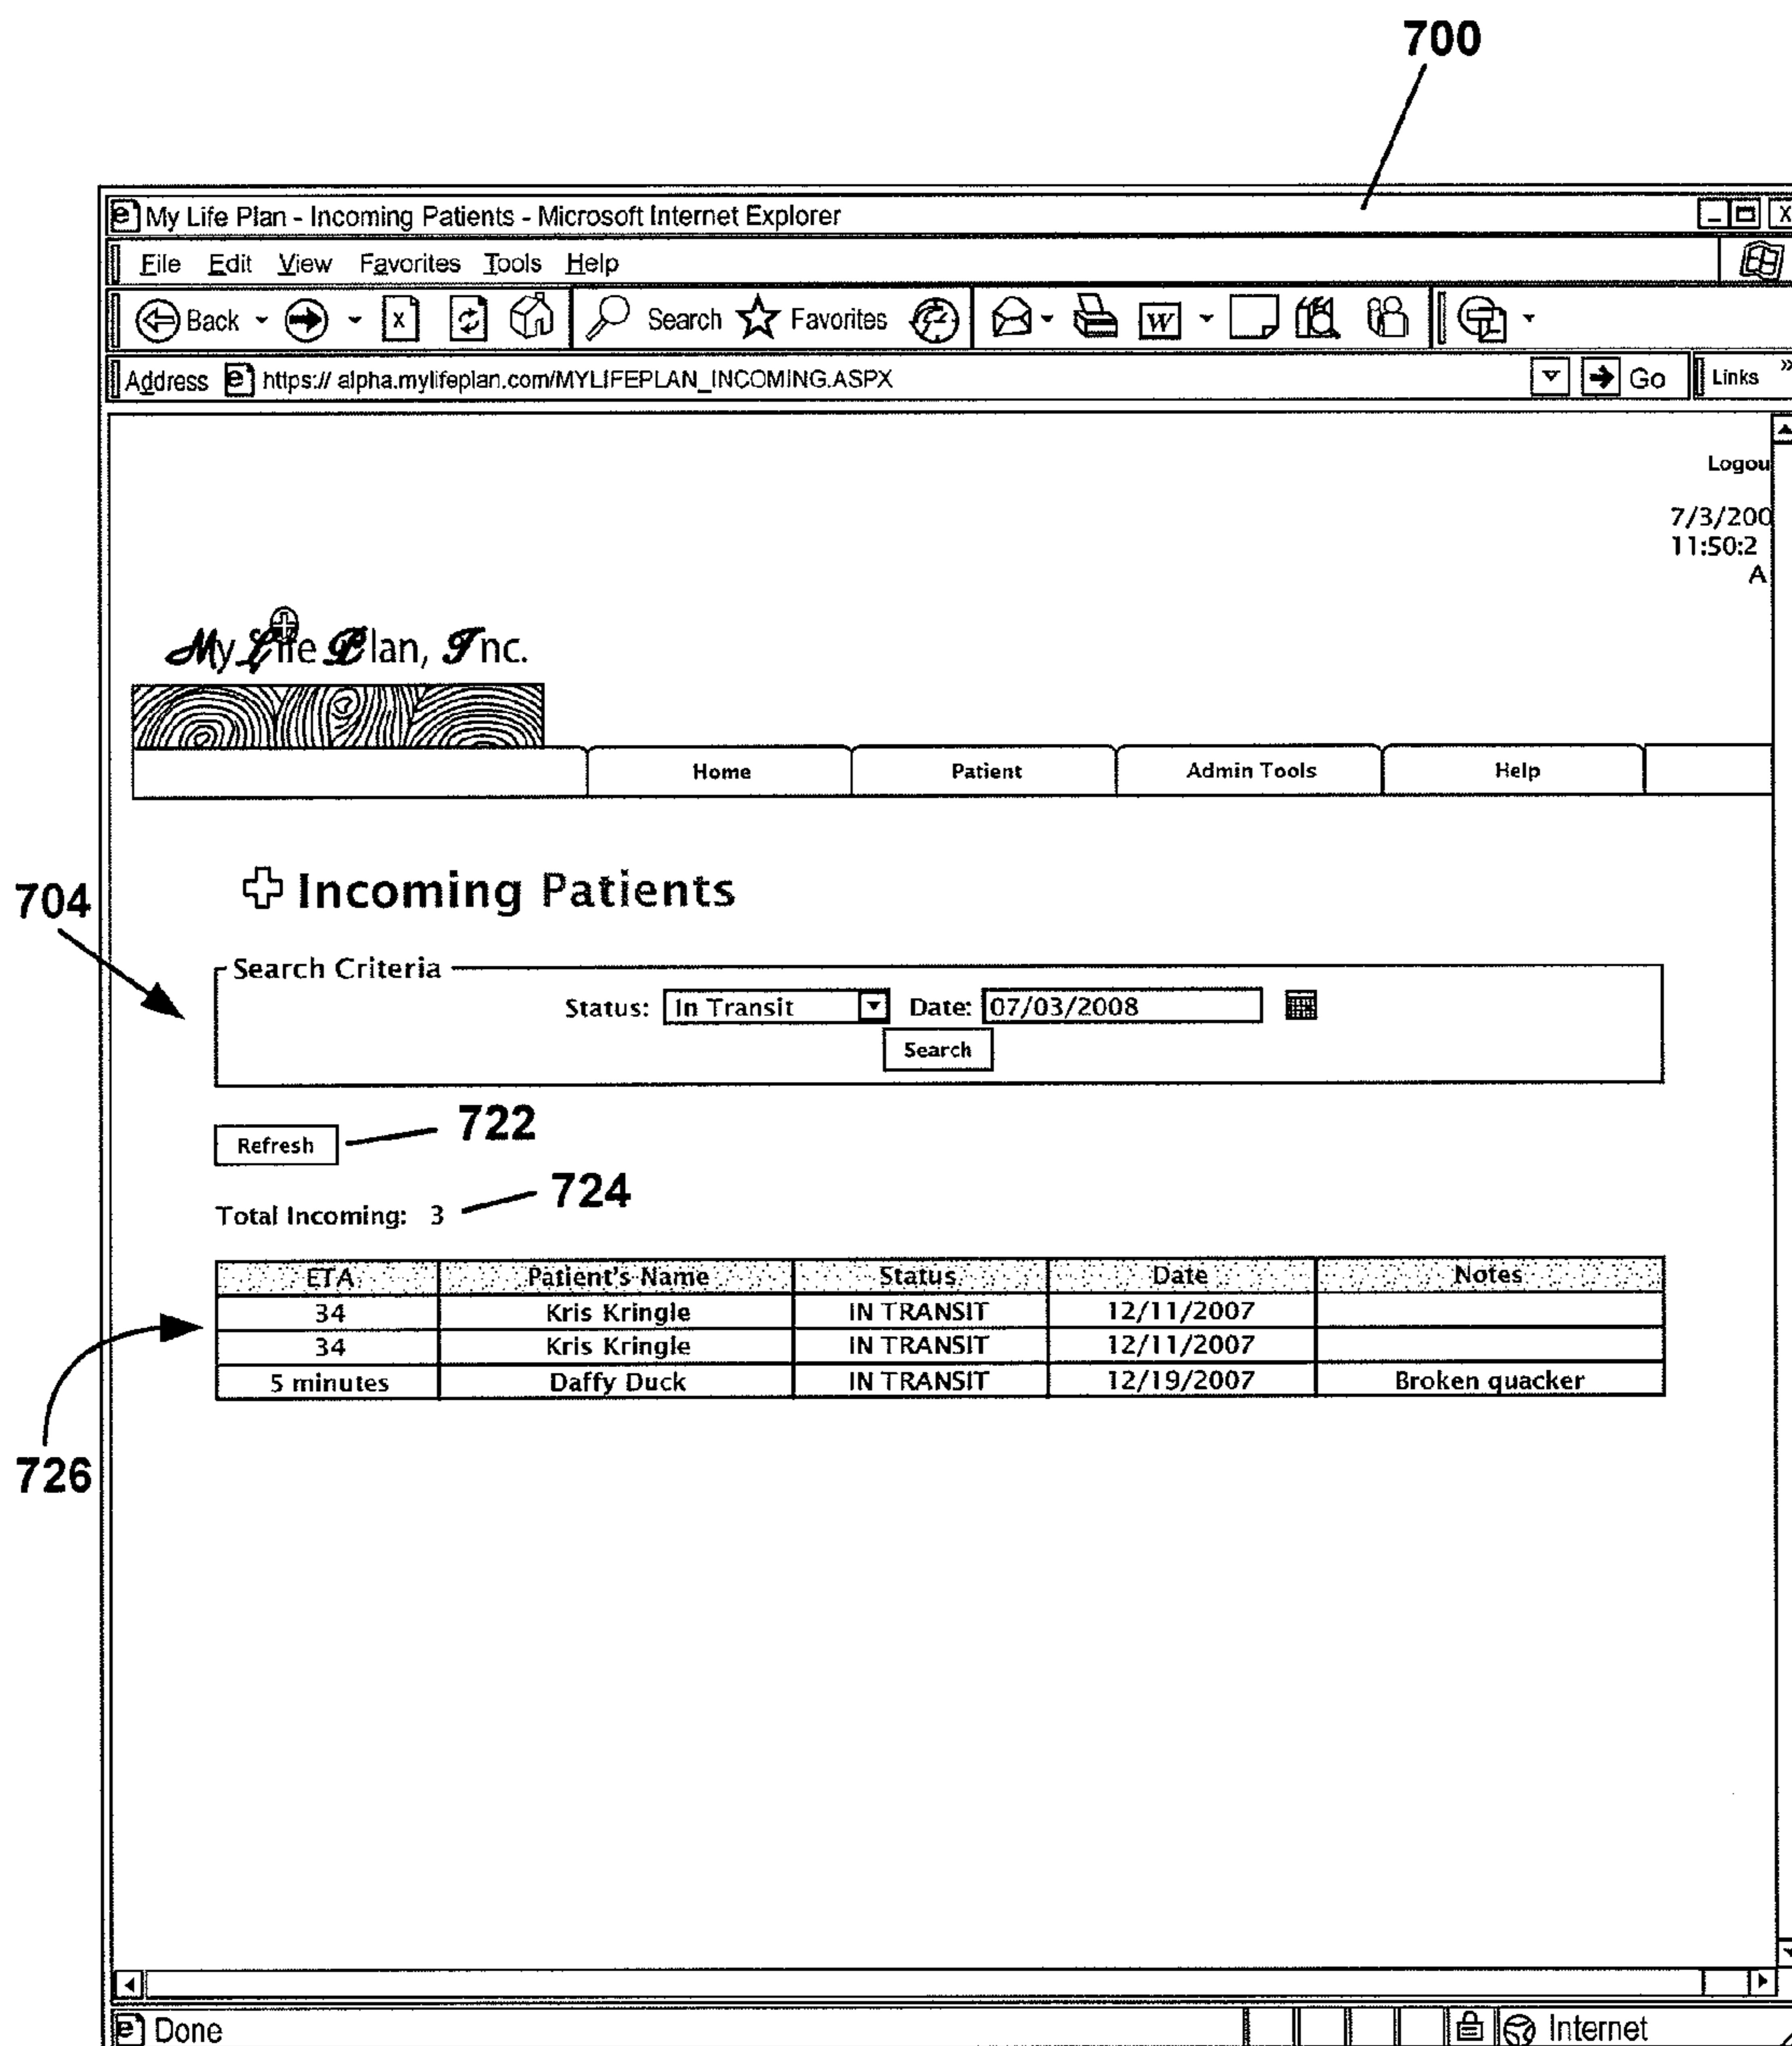 700
My Life Plan - Incoming Patients - Microsoft Internet Explorer
File Edit View Favorites Tools Help
Back Search Favorites W
Address https:// alpha.mylifeplan.com/MYLIFEPLAN_INCOMING.ASPX Go Links »
Logou
7/3/200
11:50:2
A
My Life Plan, Inc.
Home Patient Admin Tools Help
704
Incoming Patients
Search Criteria
Status: In Transit Date: 07/03/2008
Search
Refresh 722
Total Incoming: 3 724
ETA Patient's Name Status Date Notes
34 Kris Kringle IN TRANSIT 12/11/2007
34 Kris Kringle IN TRANSIT 12/11/2007
5 minutes Daffy Duck IN TRANSIT 12/19/2007 Broken quacker
726
Done Internet